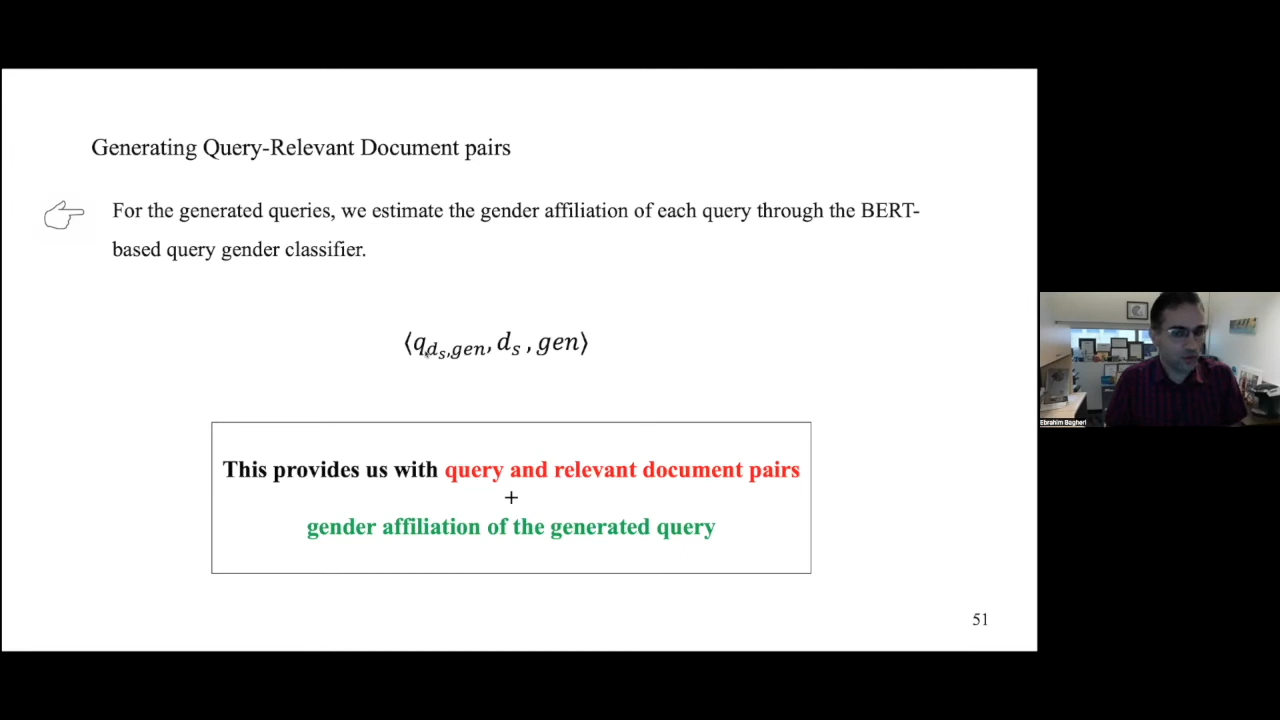 Generating Query-Relevant Document pairs
For the generated queries, we estimate the gender affiliation of each query through the BERT-
based query gender classifier.
⟨q_{d_s,gen}, d_s , gen⟩
This provides us with query and relevant document pairs
+
gender affiliation of the generated query
51
Ebrahim Bagheri